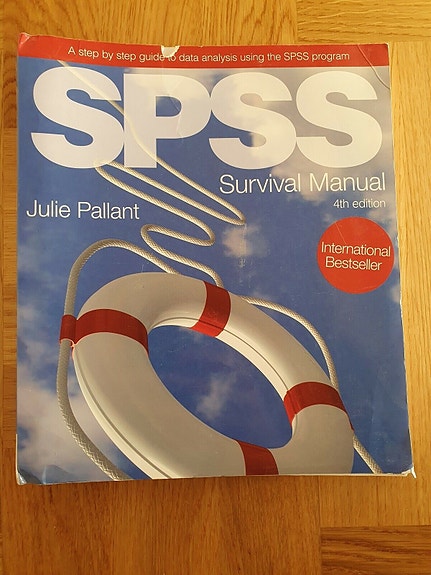 A step by step guide to data analysis using the SPSS program
SPSS
Survival Manual
4th edition
Julie Pallant
International
Bestseller